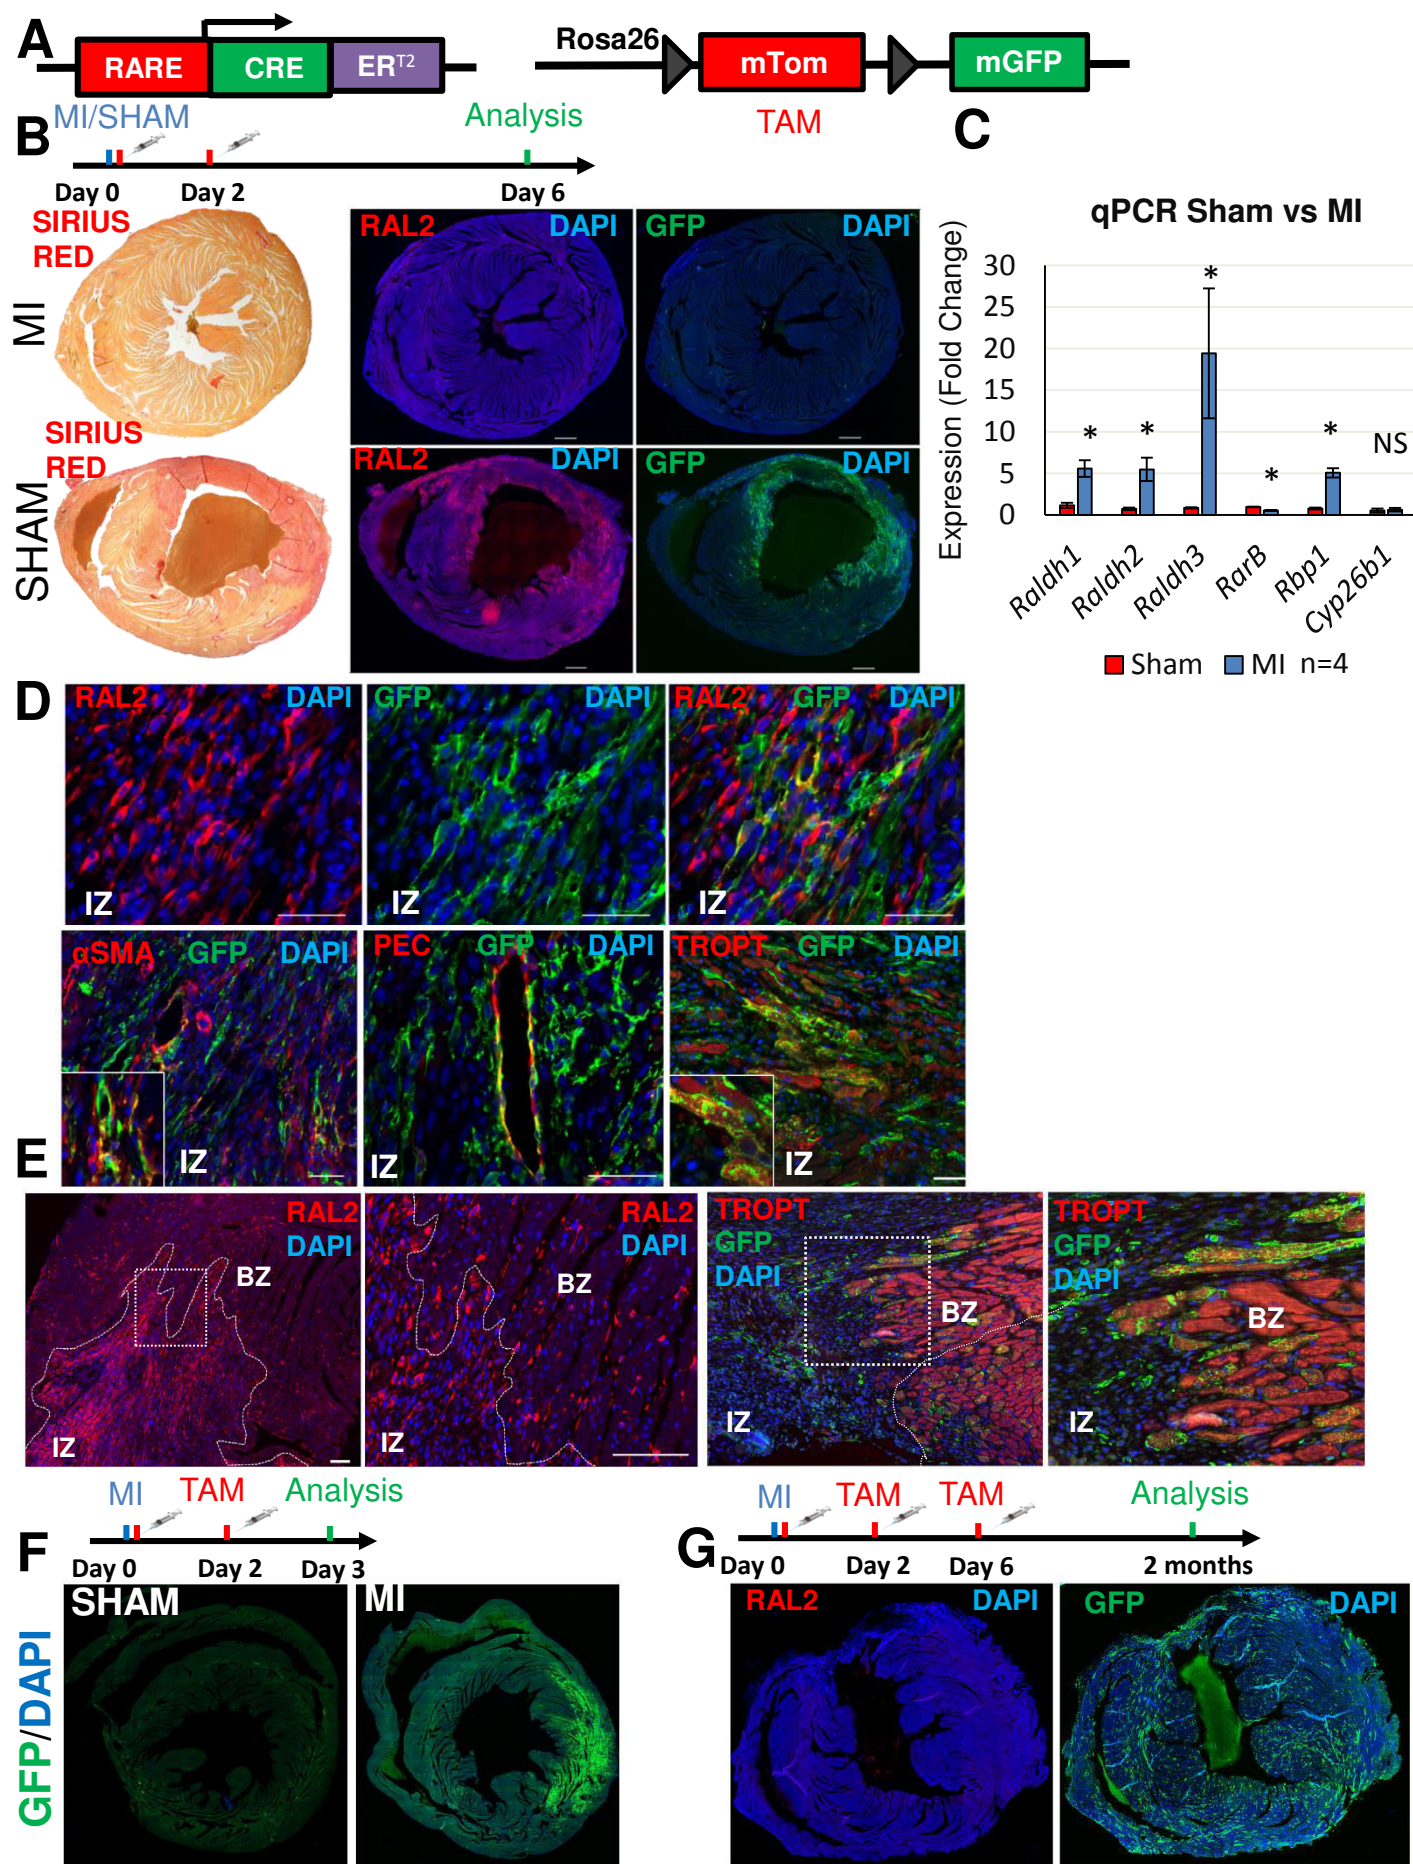 A
RARE CRE ER^T2
Rosa26 mTom mGFP
B
MI/SHAM Analysis TAM
Day 0 Day 2 Day 6
SIRIUS
RED
MI
RAL2 DAPI GFP DAPI
SIRIUS
RED
SHAM
RAL2 DAPI GFP DAPI
C
qPCR Sham vs MI
Expression (Fold Change)
30
25
20
15
10
5
0
* * * * * NS
Raldh1 Raldh2 Raldh3 RarB Rbp1 Cyp26b1
Sham MI n=4
D
RAL2 DAPI GFP DAPI RAL2 GFP DAPI
IZ IZ IZ
αSMA GFP DAPI PEC GFP DAPI TROPT GFP DAPI
IZ IZ IZ
E
RAL2
DAPI
BZ
IZ
RAL2
DAPI
BZ
IZ
TROPT
GFP
DAPI
BZ
IZ
TROPT
GFP
DAPI
BZ
IZ
F
MI TAM Analysis
Day 0 Day 2 Day 3
SHAM MI
GFP/DAPI
G
MI TAM TAM Analysis
Day 0 Day 2 Day 6 2 months
RAL2 DAPI GFP DAPI